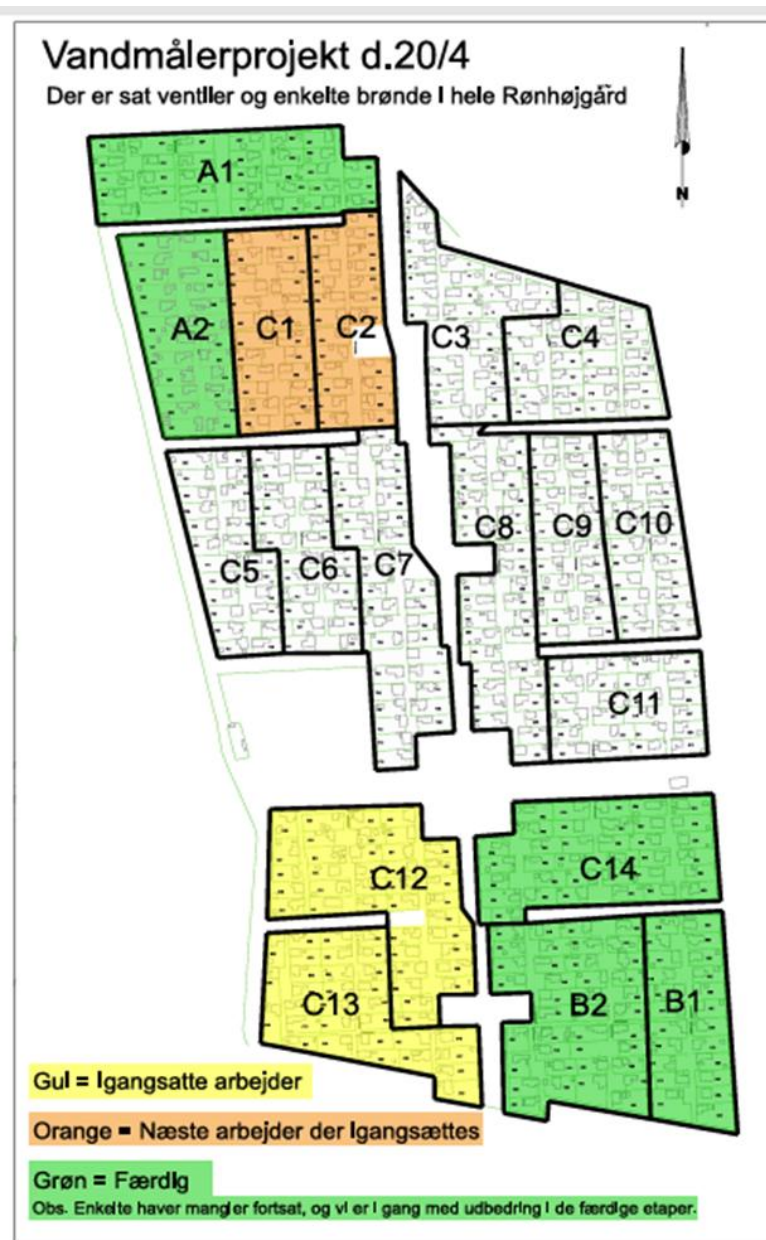 Vandmålerprojekt d.20/4
Der er sat ventiler og enkelte brønde i hele Rønhøjgård
N
A1
A2
C1
C2
C3
C4
C5
C6
C7
C8
C9
C10
C11
C12
C13
C14
B2
B1
Gul = Igangsatte arbejder
Orange = Næste arbejder der Igangsættes
Grøn = Færdig
Obs. Enkelte haver mangler fortsat, og vi er i gang med udbedring i de færdige etaper.